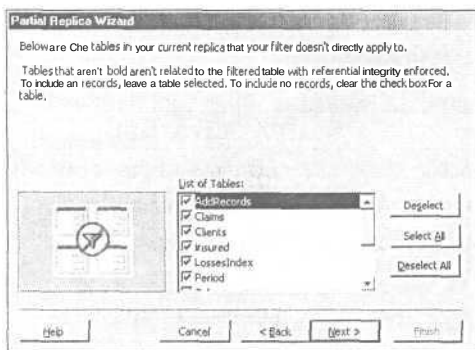 Partial Replica Wizard
Below are Che tables in your current replica that your filter doesn't directly apply to.
Tables that aren't bold aren't related to the filtered table with referential integrity enforced.
To include an records, leave a table selected. To include no records, clear the check box For a
table.
List of Tables:
AddRecords
Claims
Clients
Insured
LossesIndex
Period
Deselect
Select All
Deselect All
Help
Cancel
< Back
Next >
Finish